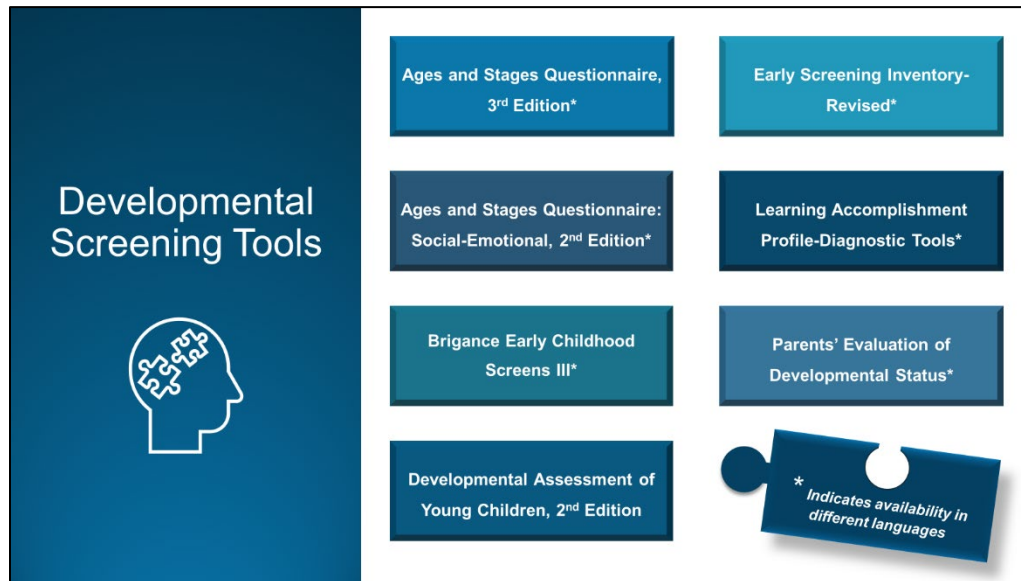 Developmental
Screening Tools
Ages and Stages Questionnaire,
3rd Edition*
Ages and Stages Questionnaire:
Social-Emotional, 2nd Edition*
Brigance Early Childhood
Screens III*
Developmental Assessment of
Young Children, 2nd Edition
Early Screening Inventory-
Revised*
Learning Accomplishment
Profile-Diagnostic Tools*
Parents’ Evaluation of
Developmental Status*
* Indicates availability in
different languages